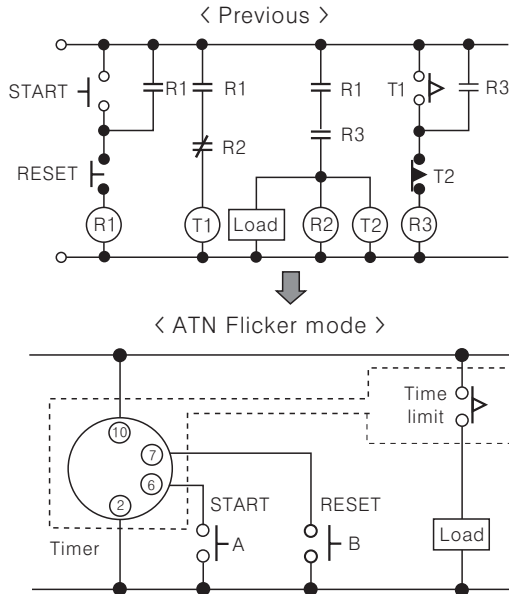 < Previous >
START
R1
R1
R1
T1
R3
R2
R3
RESET
T2
R1
T1
Load
R2
T2
R3
< ATN Flicker mode >
Time
limit
10
7
6
2
START
RESET
A
B
Load
Timer